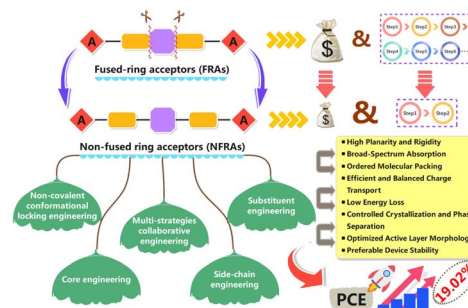 A
A
Fused-ring acceptors (FRAs)
$
&
Step1
Step2
Step3
Step4
Step5
Step6
A
A
Non-fused ring acceptors (NFRAs)
$
&
Step1
Step2
Non-covalent
conformational
locking engineering
Multi-strategies
collaborative
engineering
Substituent
engineering
Core engineering
Side-chain
engineering
High Planarity and Rigidity
Broad-Spectrum Absorption
Ordered Molecular Packing
Efficient and Balanced Charge
Transport
Low Energy Loss
Controlled Crystallization and Phas
Separation
Optimized Active Layer Morpholog
Preferable Device Stability
PCE
19.02%